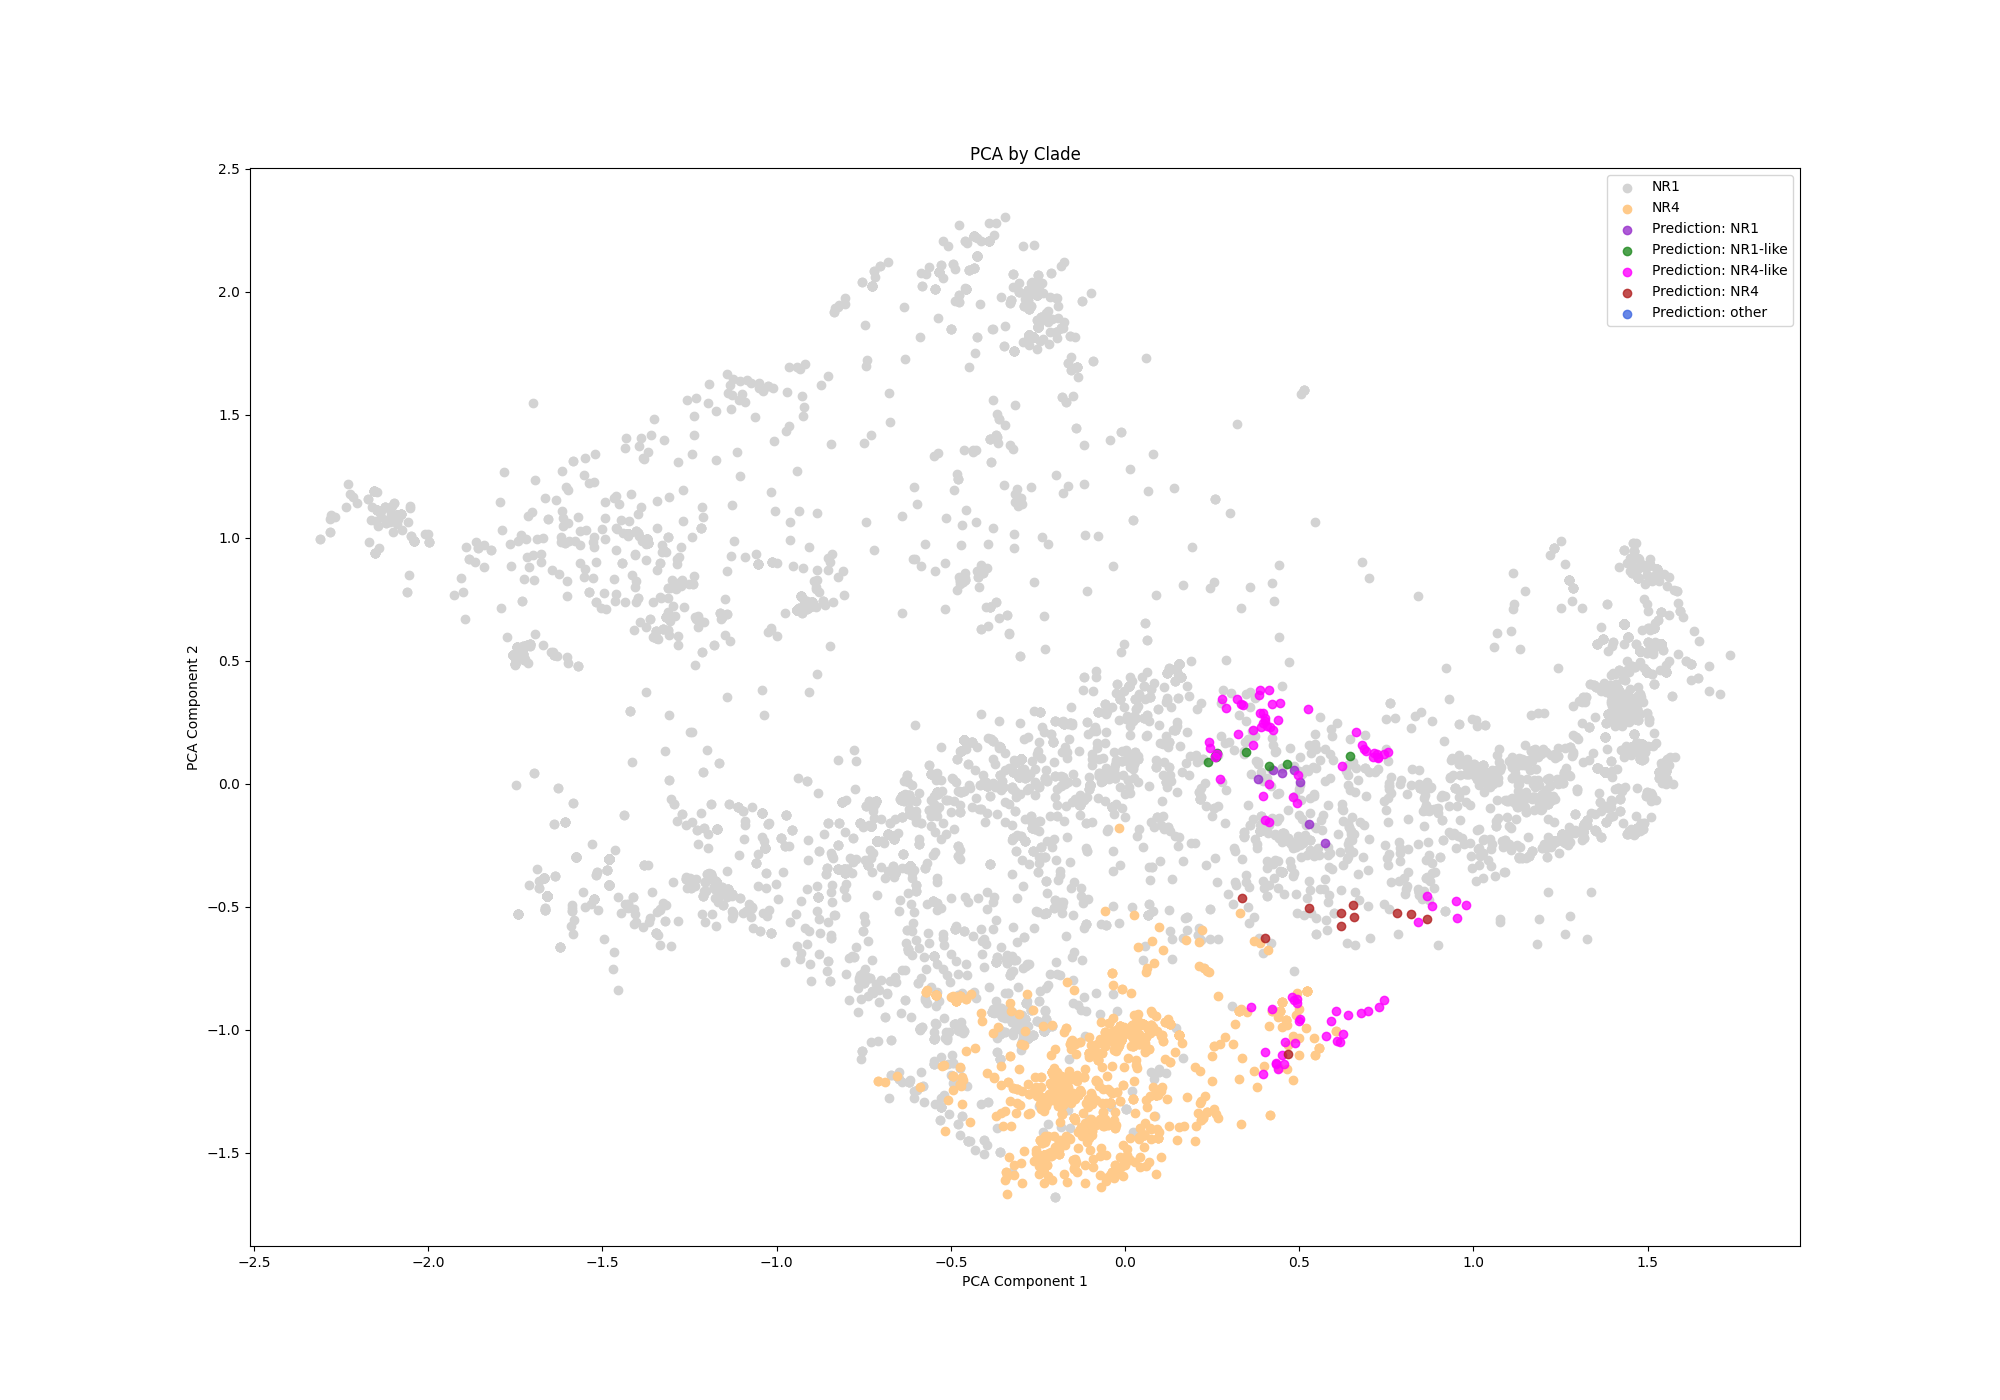 PCA by Clade
NR1
NR4
Prediction: NR1
Prediction: NR1-like
Prediction: NR4-like
Prediction: NR4
Prediction: other
PCA Component 2
2.5
2.0
1.5
1.0
0.5
0.0
−0.5
−1.0
−1.5
−2.5 −2.0 −1.5 −1.0 −0.5 0.0 0.5 1.0 1.5
PCA Component 1